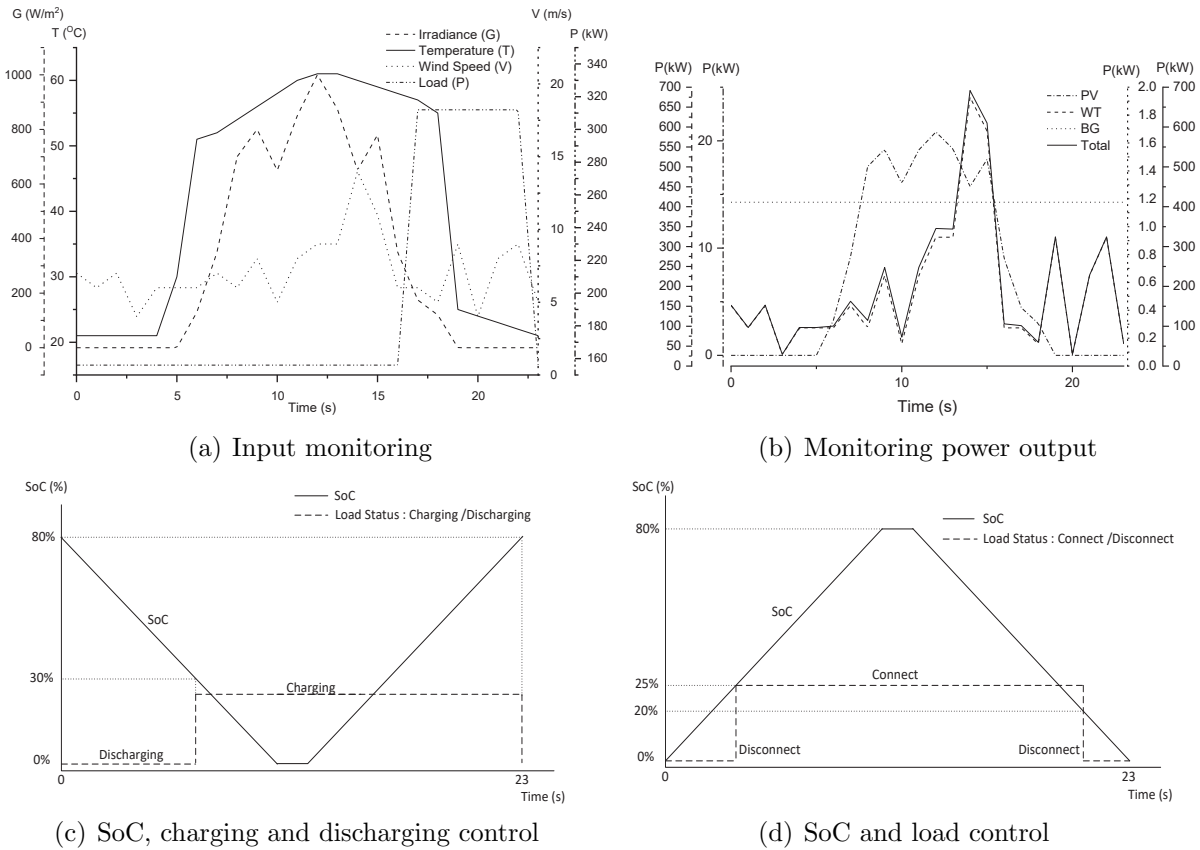 G (W/m²)
T (°C)
V (m/s)
P (kW)
Irradiance (G)
Temperature (T)
Wind Speed (V)
Load (P)
1000
800
600
400
200
0
60
50
40
30
20
20
15
10
5
0
340
320
300
280
260
240
220
200
180
160
0 5 10 15 20
Time (s)
(a) Input monitoring
P(kW) P(kW) P(kW) P(kW)
PV
WT
BG
Total
700
650
600
550
500
450
400
350
300
250
200
150
100
50
0
20
10
0
2.0
1.8
1.6
1.4
1.2
1.0
0.8
0.6
0.4
0.2
0.0
700
600
500
400
300
200
100
0
0 10 20
Time (s)
(b) Monitoring power output
SoC (%)
SoC
Load Status : Charging /Discharging
80%
SoC
30%
Charging
Discharging
0%
0 23
Time (s)
(c) SoC, charging and discharging control
SoC (%)
SoC
Load Status : Connect /Disconnect
80%
SoC
Connect
25%
20%
Disconnect Disconnect
0%
0 23
Time (s)
(d) SoC and load control